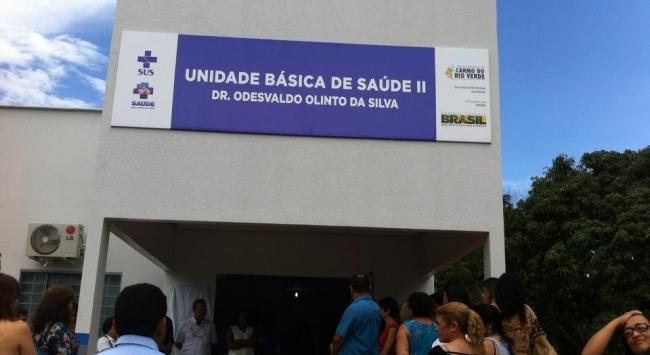 SUS
SAÚDE
UNIDADE BÁSICA DE SAÚDE II
DR. ODESVALDO OLINTO DA SILVA
CARMO DO
RIO VERDE
BRASIL
LG